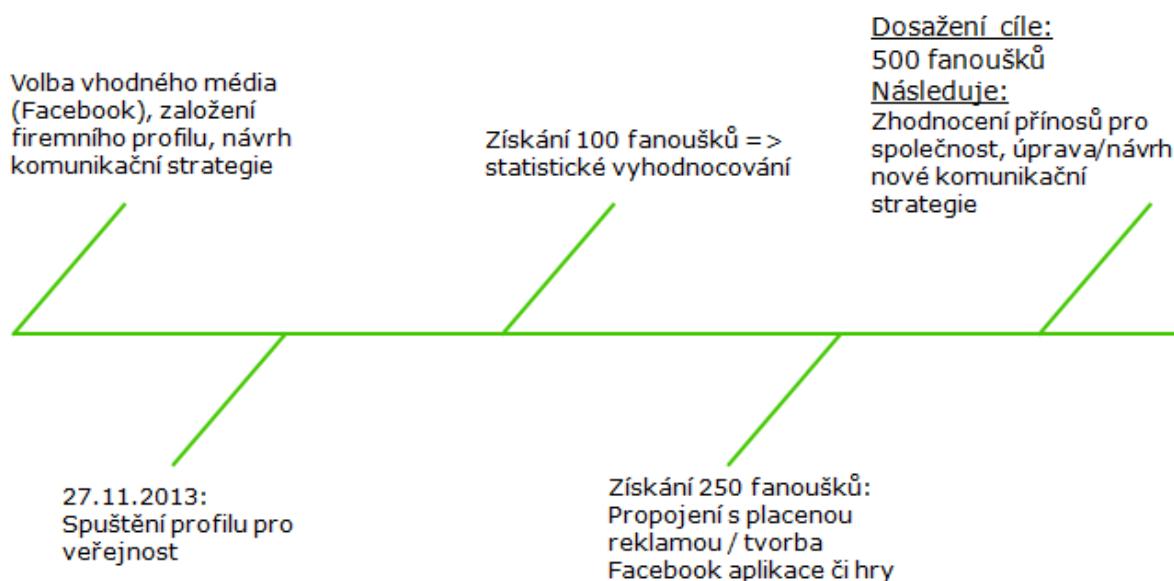 Volba vhodného média
(Facebook), založení
firemního profilu, návrh
komunikační strategie
27.11.2013:
Spuštění profilu pro
veřejnost
Získání 100 fanoušků =>
statistické vyhodnocování
Získání 250 fanoušků:
Propojení s placenou
reklamou / tvorba
Facebook aplikace či hry
Dosažení cíle:
500 fanoušků
Následuje:
Zhodnocení přínosů pro
společnost, úprava/návrh
nové komunikační
strategie